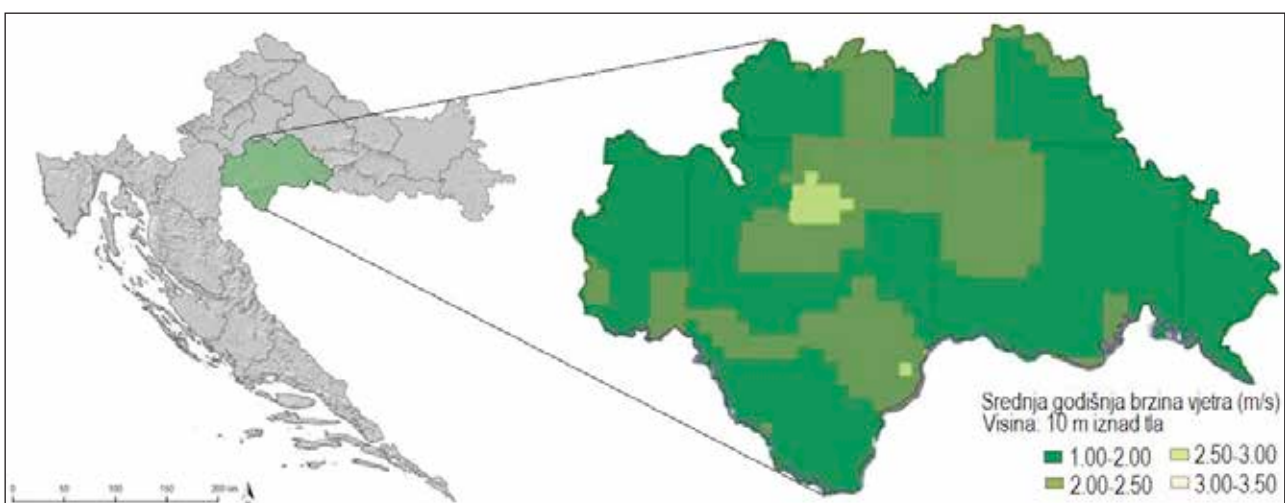 Srednja godišnja brzina vjetra (m/s)
Visina: 10 m iznad tla
1.00-2.00
2.50-3.00
2.00-2.50
3.00-3.50
0 50 100 150 200 km